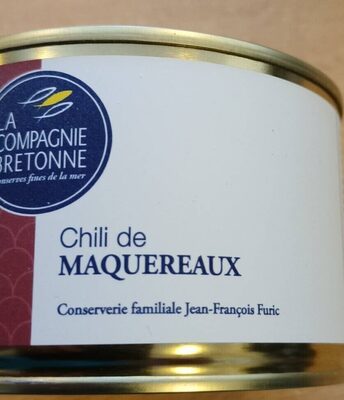 LA
COMPAGNIE
BRETONNE
conserves fines de la mer
Chili de
MAQUEREAUX
Conserverie familiale Jean-François Furic